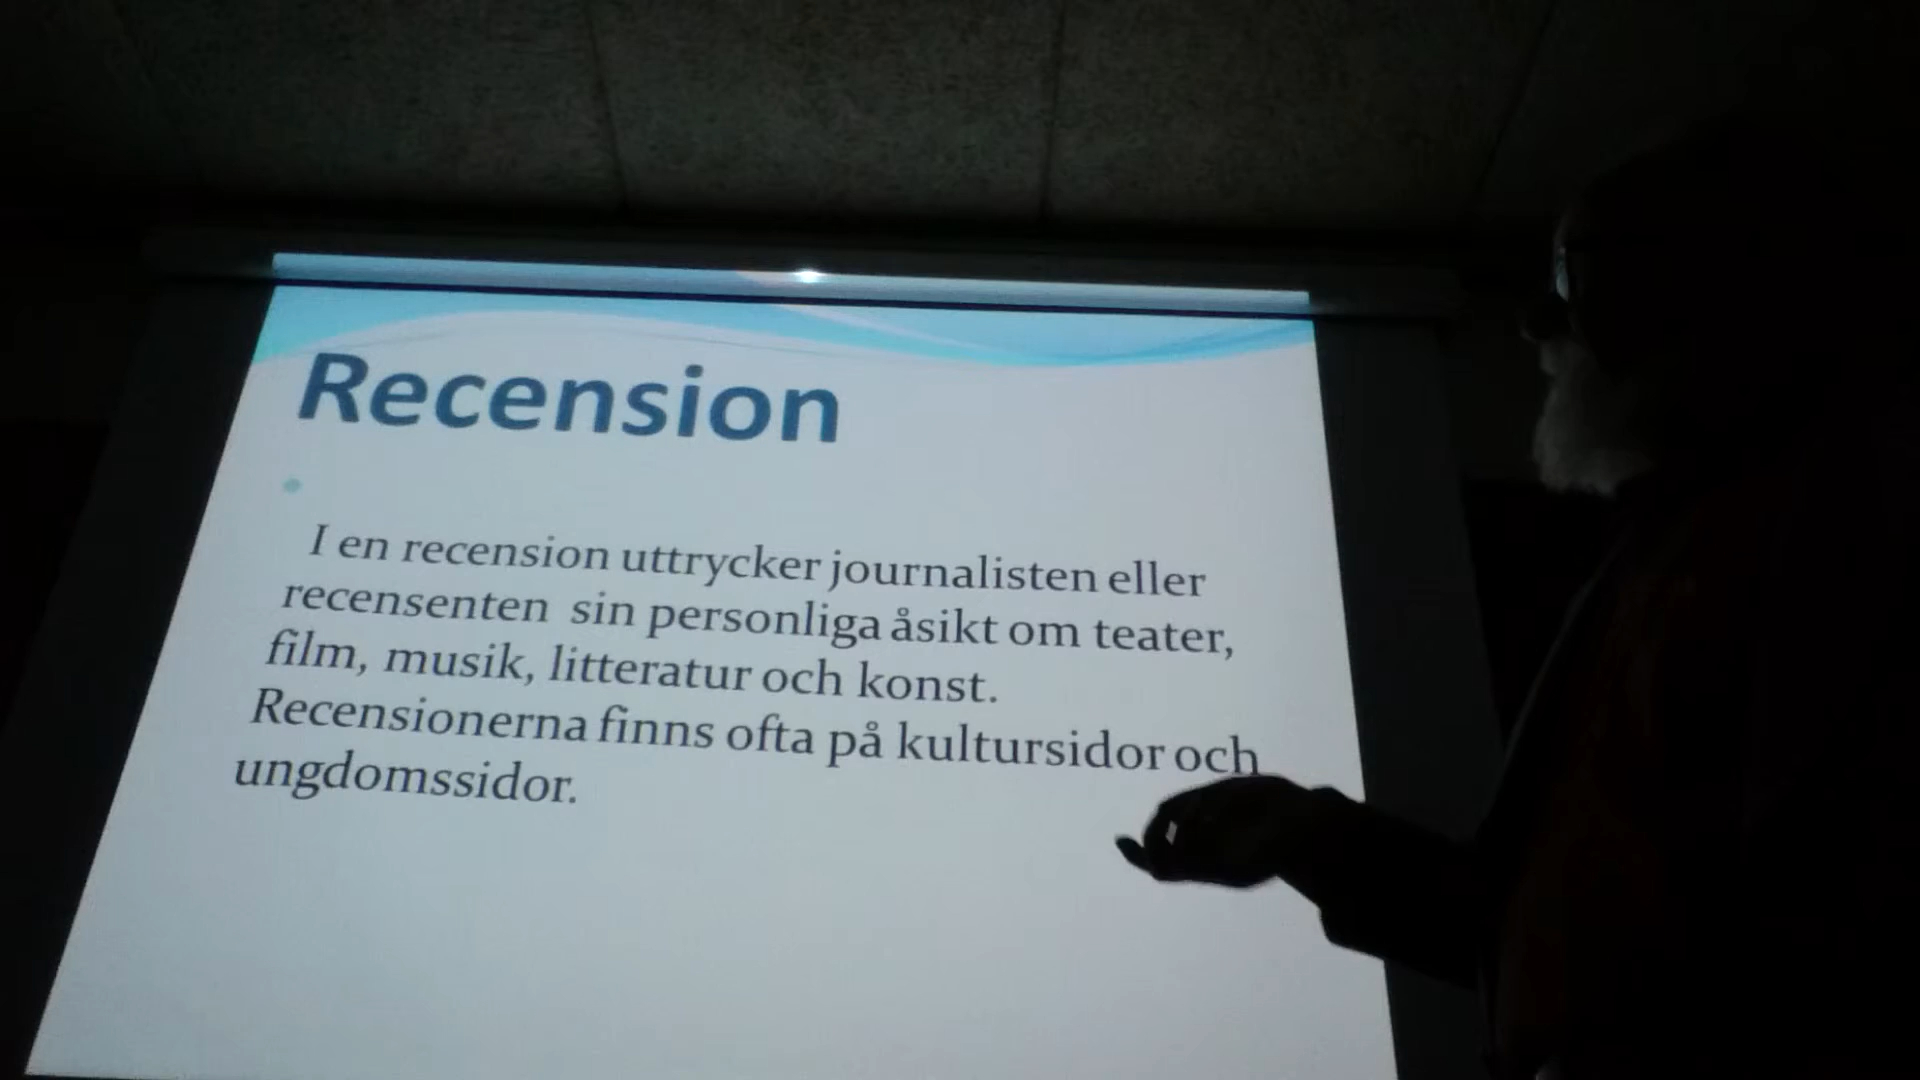 Recension
I en recension uttrycker journalisten eller
recensenten sin personliga åsikt om teater,
film, musik, litteratur och konst.
Recensionerna finns ofta på kultursidor och
ungdomssidor.